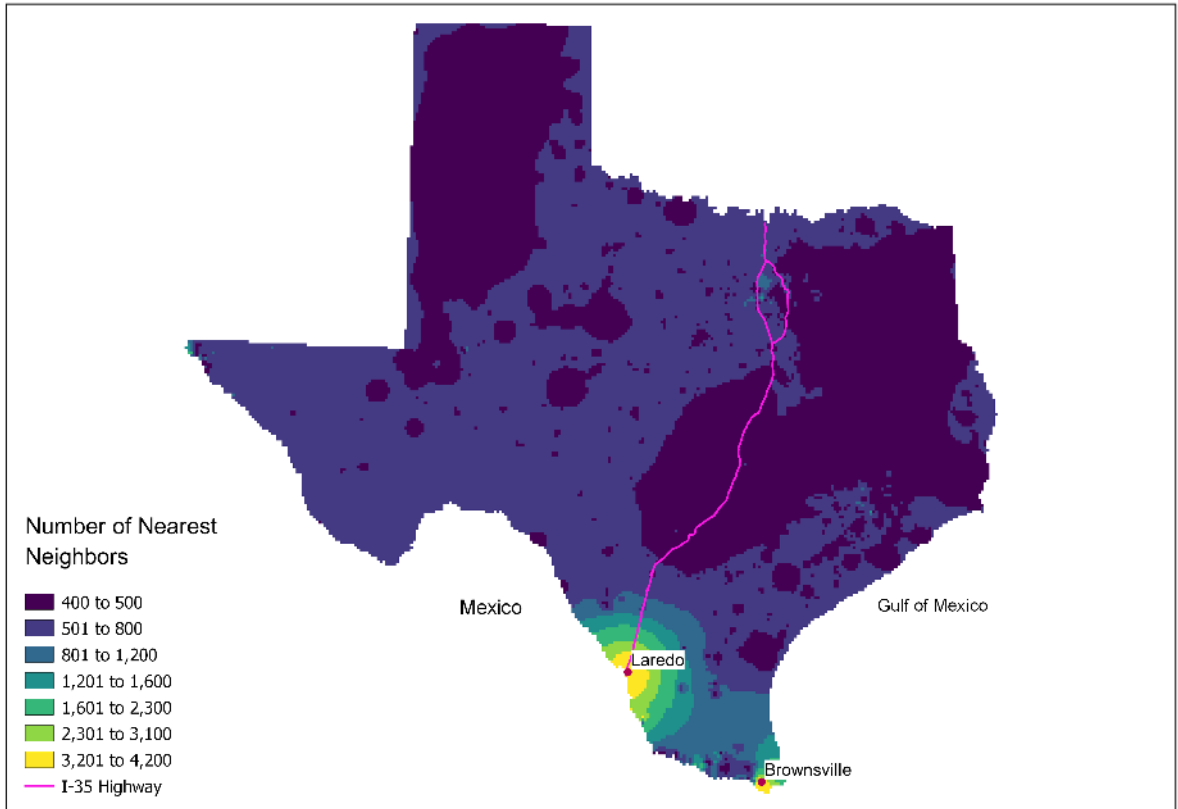 Number of Nearest
Neighbors
400 to 500
501 to 800
801 to 1,200
1,201 to 1,600
1,601 to 2,300
2,301 to 3,100
3,201 to 4,200
I-35 Highway
Mexico
Gulf of Mexico
Laredo
Brownsville